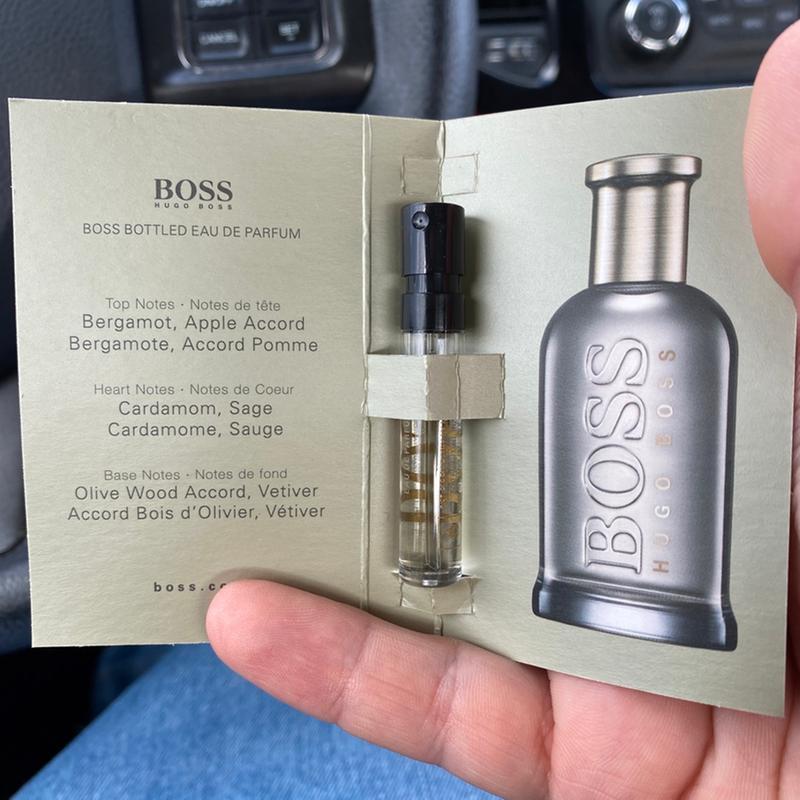 CANCEL
BOSS
HUGO BOSS
BOSS BOTTLED EAU DE PARFUM
Top Notes · Notes de tête
Bergamot, Apple Accord
Bergamote, Accord Pomme
Heart Notes · Notes de Coeur
Cardamom, Sage
Cardamome, Sauge
Base Notes · Notes de fond
Olive Wood Accord, Vetiver
Accord Bois d'Olivier, Vétiver
BOSS
HUGO BOSS